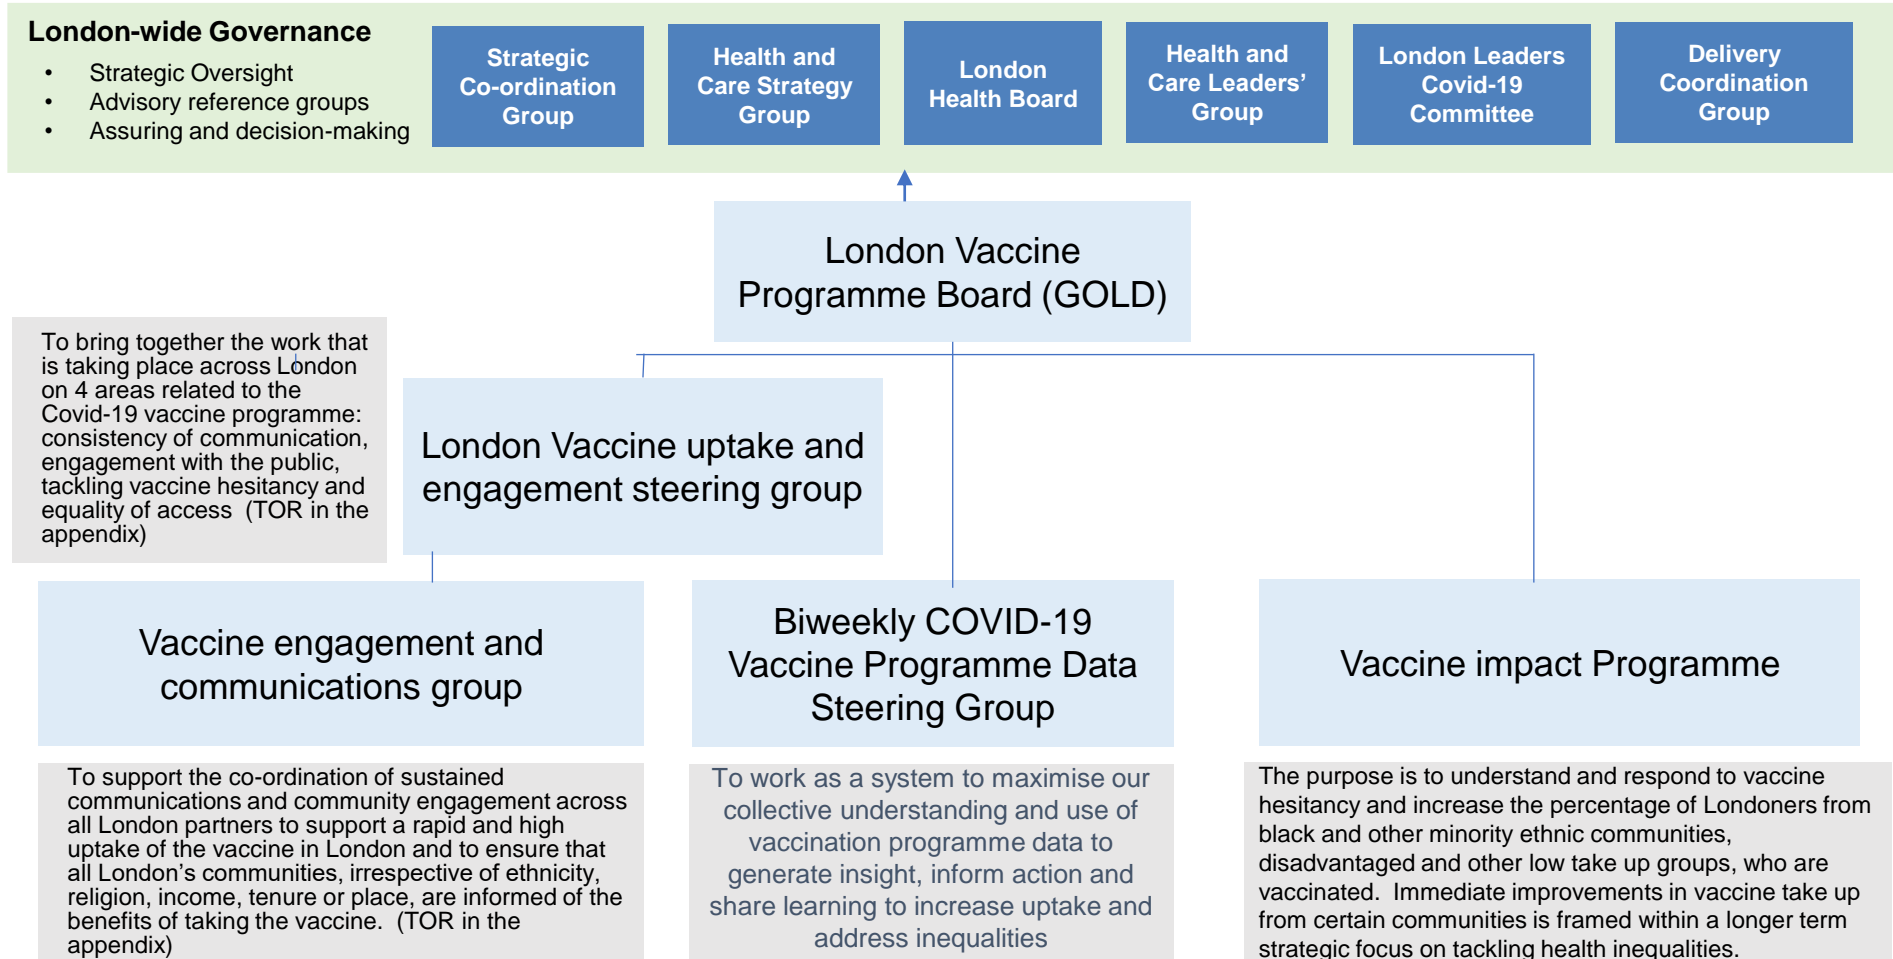 London-wide Governance
• Strategic Oversight
• Advisory reference groups
• Assuring and decision-making
Strategic
Co-ordination
Group
Health and
Care Strategy
Group
London
Health Board
Health and
Care Leaders’
Group
London Leaders
Covid-19
Committee
Delivery
Coordination
Group
London Vaccine
Programme Board (GOLD)
To bring together the work that
is taking place across London
on 4 areas related to the
Covid-19 vaccine programme:
consistency of communication,
engagement with the public,
tackling vaccine hesitancy and
equality of access (TOR in the
appendix)
London Vaccine uptake and
engagement steering group
Vaccine engagement and
communications group
Biweekly COVID-19
Vaccine Programme Data
Steering Group
Vaccine impact Programme
To support the co-ordination of sustained
communications and community engagement across
all London partners to support a rapid and high
uptake of the vaccine in London and to ensure that
all London’s communities, irrespective of ethnicity,
religion, income, tenure or place, are informed of the
benefits of taking the vaccine. (TOR in the
appendix)
To work as a system to maximise our
collective understanding and use of
vaccination programme data to
generate insight, inform action and
share learning to increase uptake and
address inequalities
The purpose is to understand and respond to vaccine
hesitancy and increase the percentage of Londoners from
black and other minority ethnic communities,
disadvantaged and other low take up groups, who are
vaccinated. Immediate improvements in vaccine take up
from certain communities is framed within a longer term
strategic focus on tackling health inequalities.